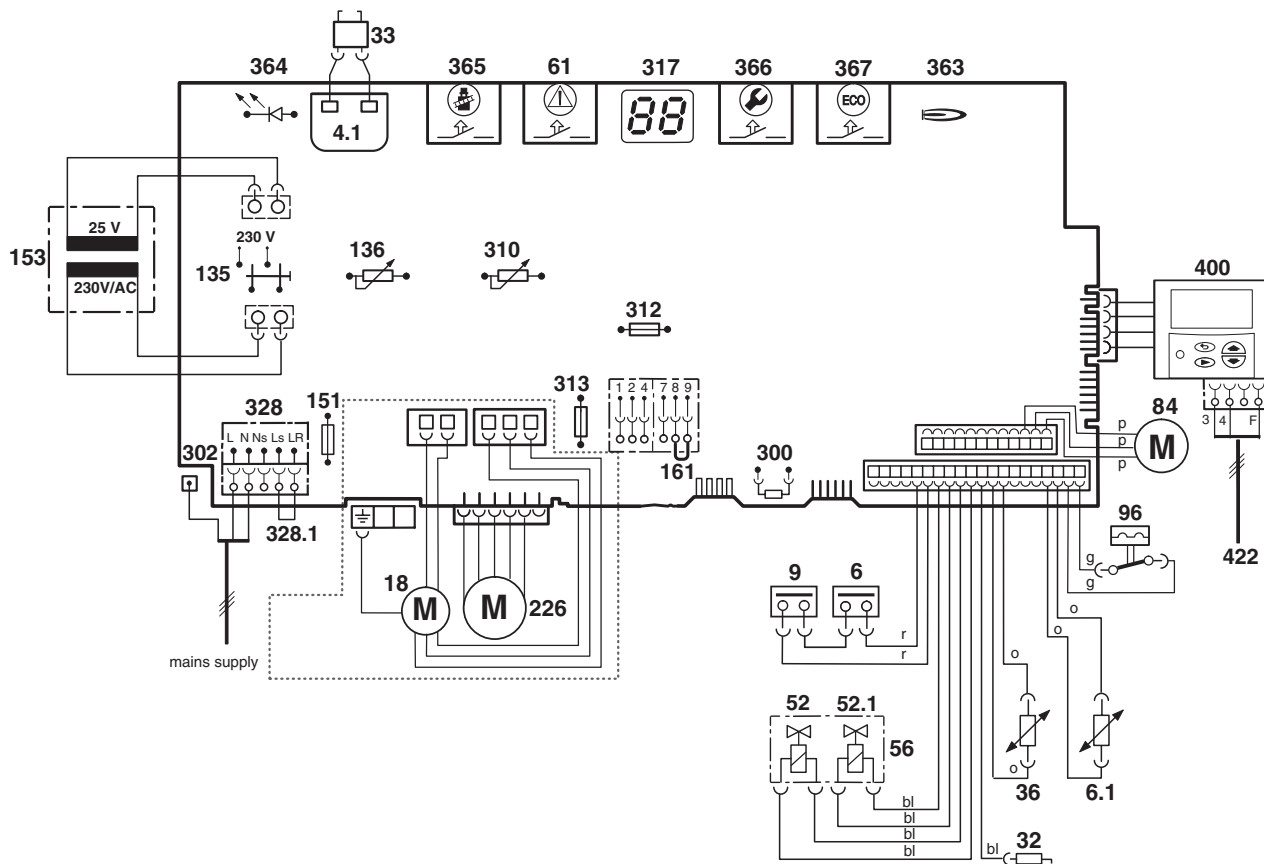 33
364
365
61
317
366
367
363
4.1
ECO
88
25 V
153
230 V
135
230V/AC
136
310
400
312
313
1 2 4 7 8 9
161
151
328
L N Ns Ls LR
302
328.1
300
84
p
p
p
M
3 4 F
422
96
g
g
18
M
M
226
mains supply
9
6
r
r
o
o
o
o
52
52.1
56
36
6.1
bl
bl
bl
bl
bl
32